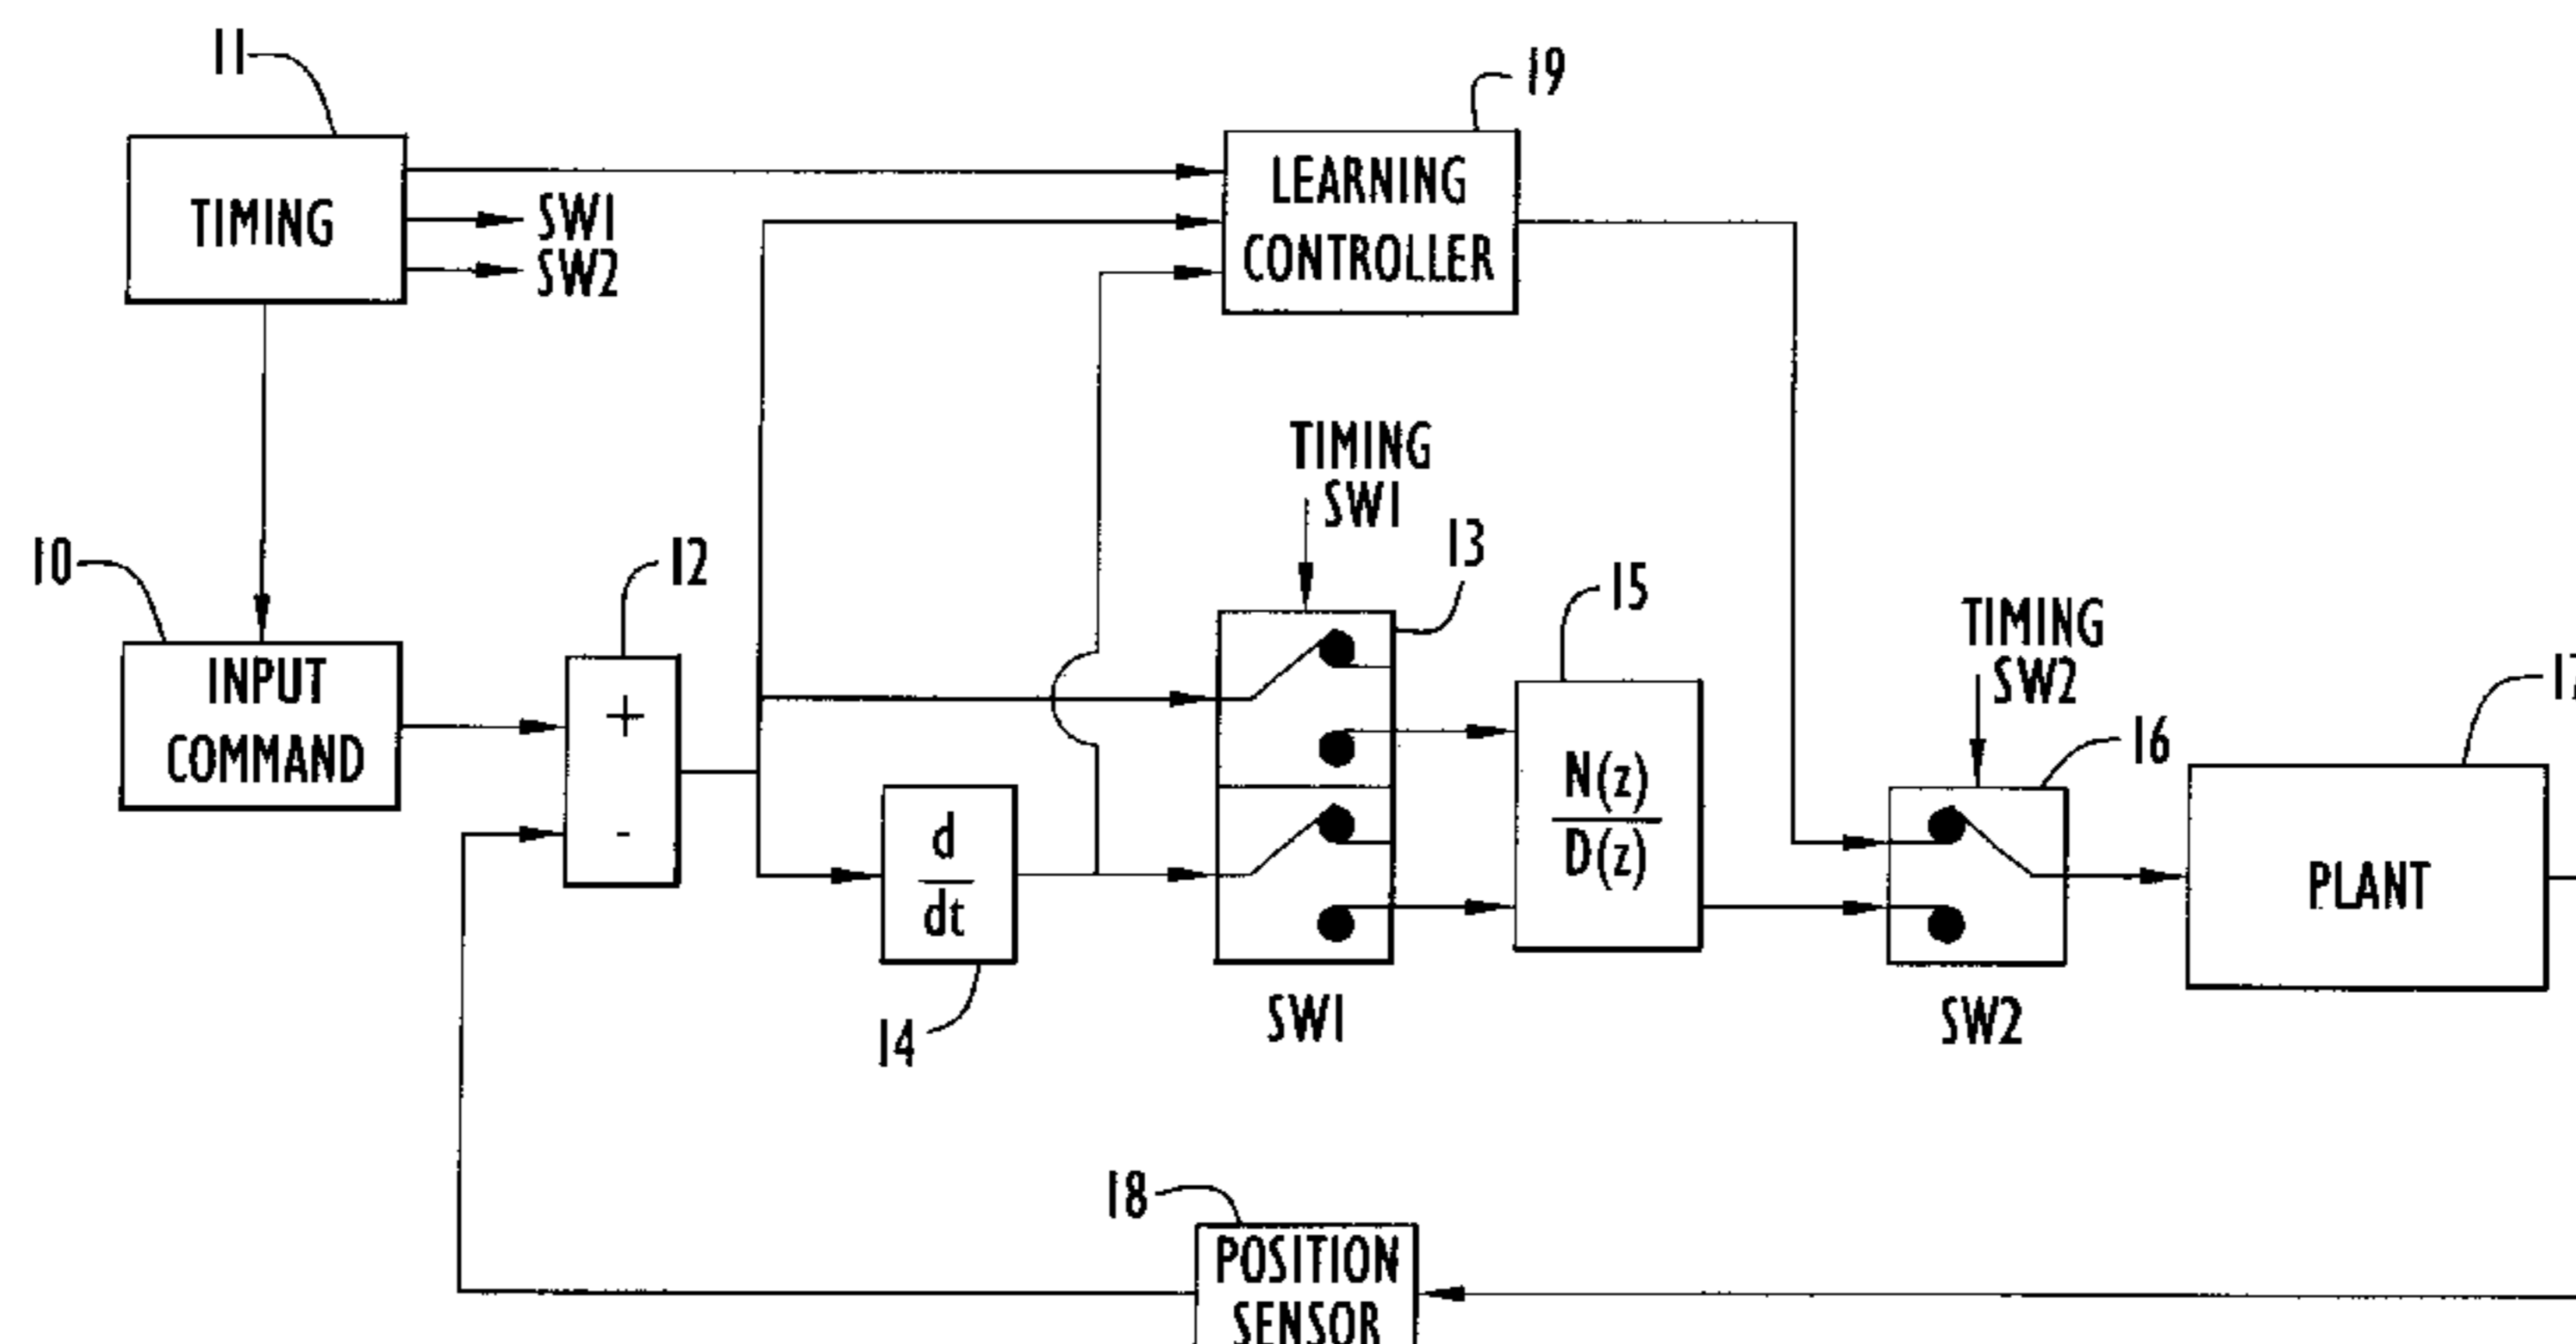 11
19
TIMING
SW1
SW2
LEARNING
CONTROLLER
TIMING
SW1
13
10
12
15
TIMING
SW2
INPUT
COMMAND
+
-
16
d
dt
N(z)
D(z)
PLANT
14
SW1
SW2
18
POSITION
SENSOR